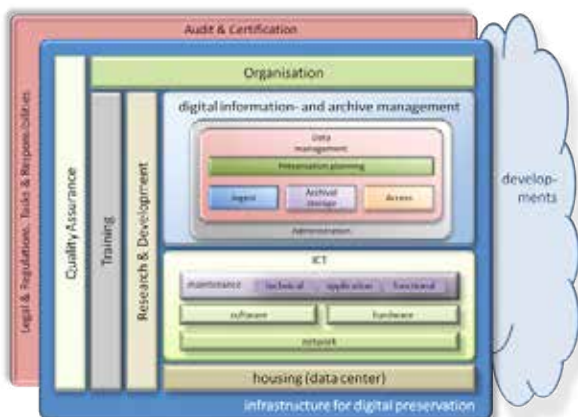 Audit & Certification
Legal & Regulations, Tasks & Responsibilities
Quality Assurance
Organisation
Training
Research & Development
digital information- and archive management
Data
management
Preservation planning
Ingest
Archival
storage
Access
Administration
ICT
maintenance
technical
application
functional
software
hardware
network
housing (data center)
infrastructure for digital preservation
develop-
ments